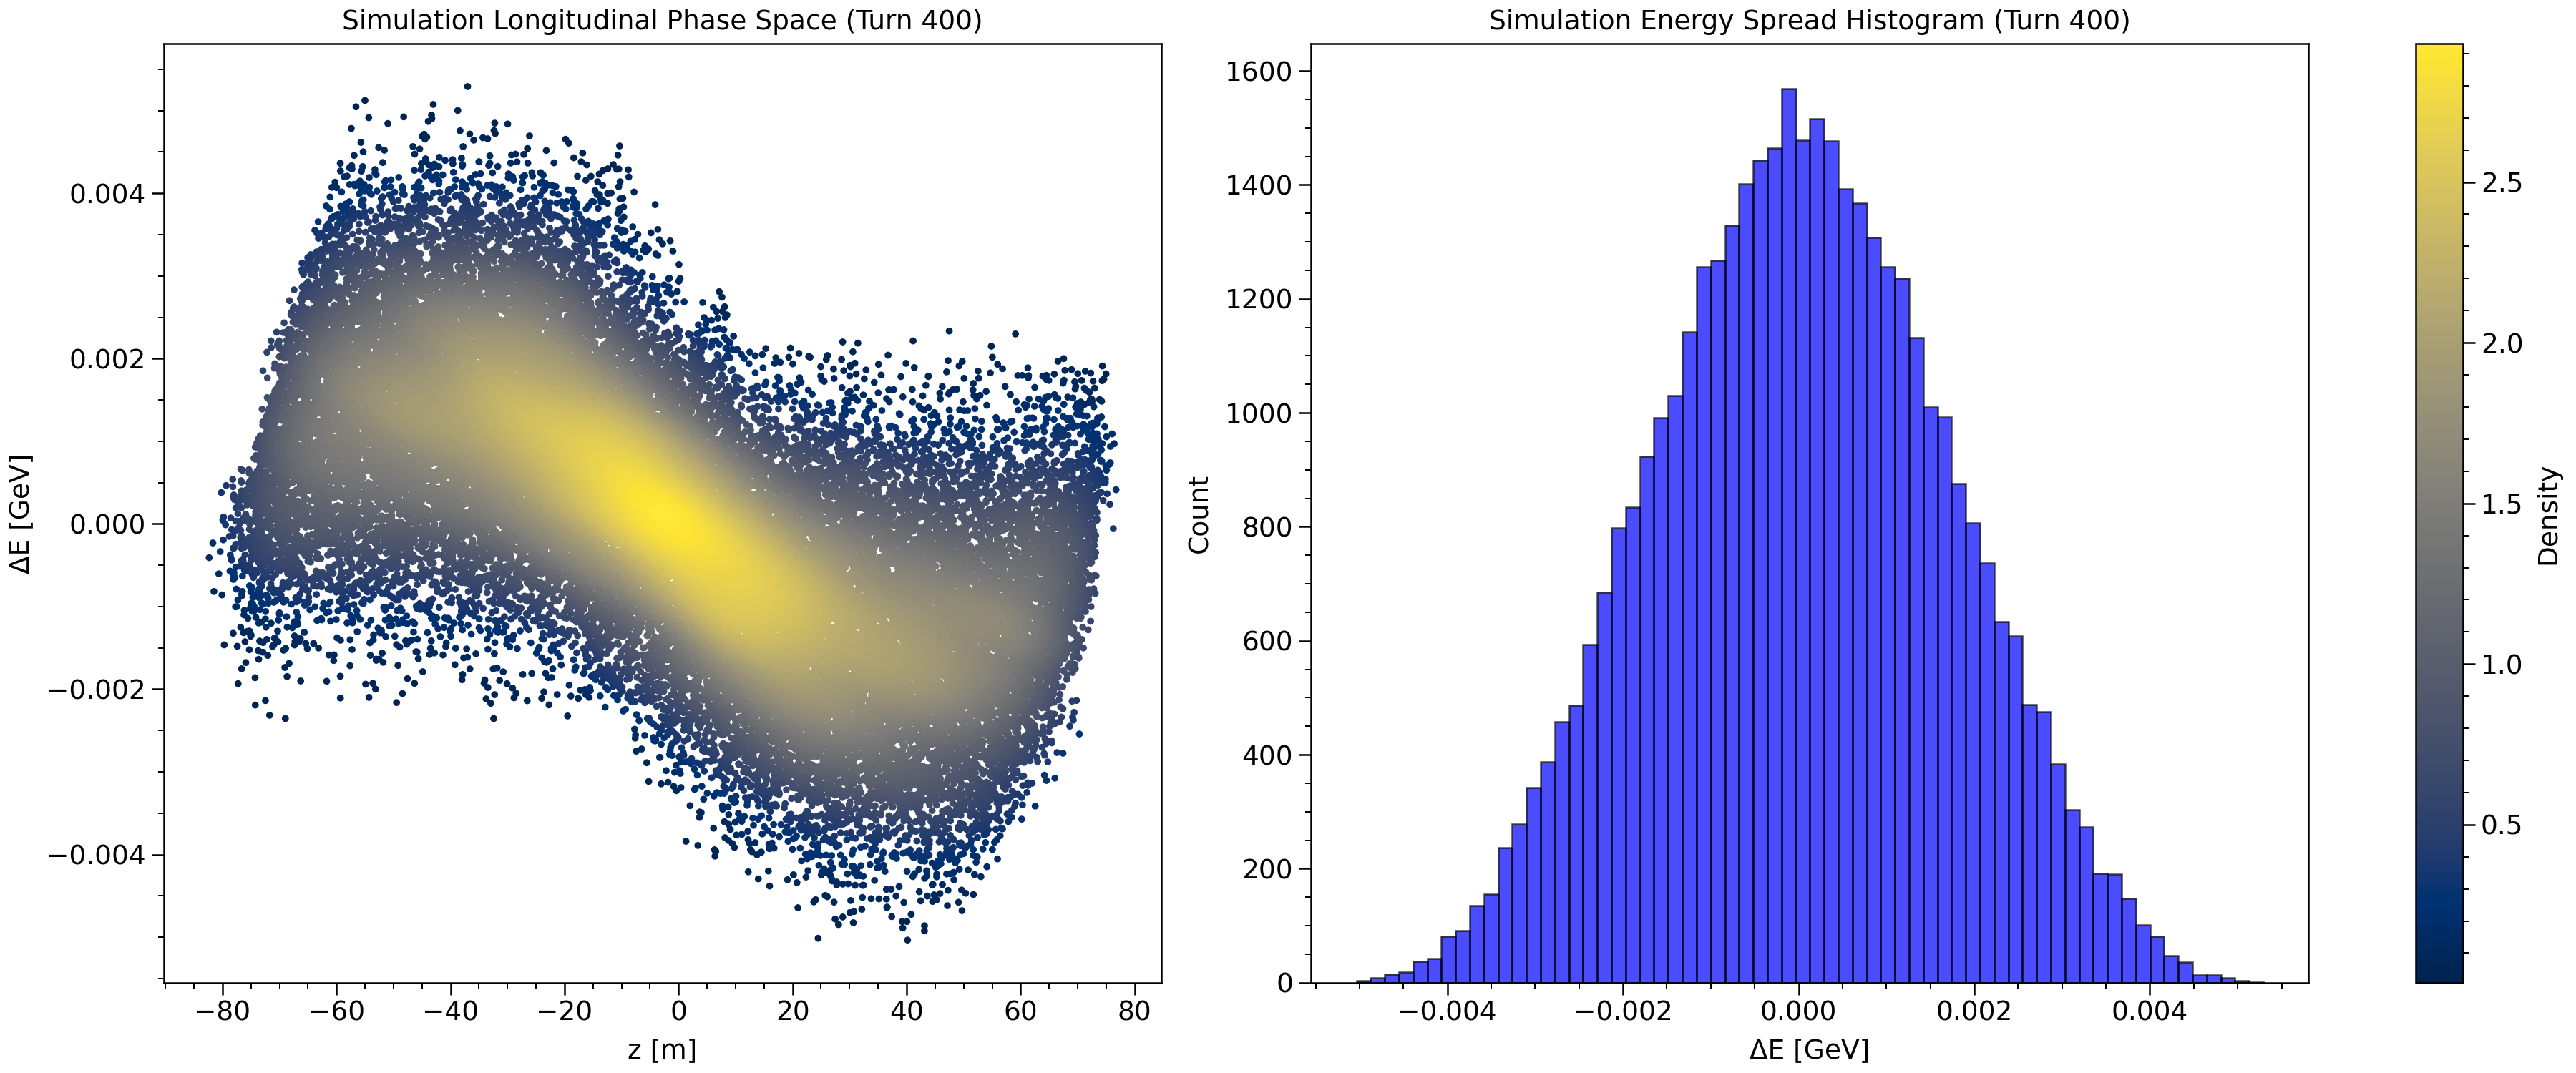 Simulation Longitudinal Phase Space (Turn 400)
ΔE [GeV]
0.004
0.002
0.000
−0.002
−0.004
−80 −60 −40 −20 0 20 40 60 80
z [m]
Simulation Energy Spread Histogram (Turn 400)
Count
1600
1400
1200
1000
800
600
400
200
0
−0.004 −0.002 0.000 0.002 0.004
ΔE [GeV]
2.5
2.0
1.5
1.0
0.5
Density